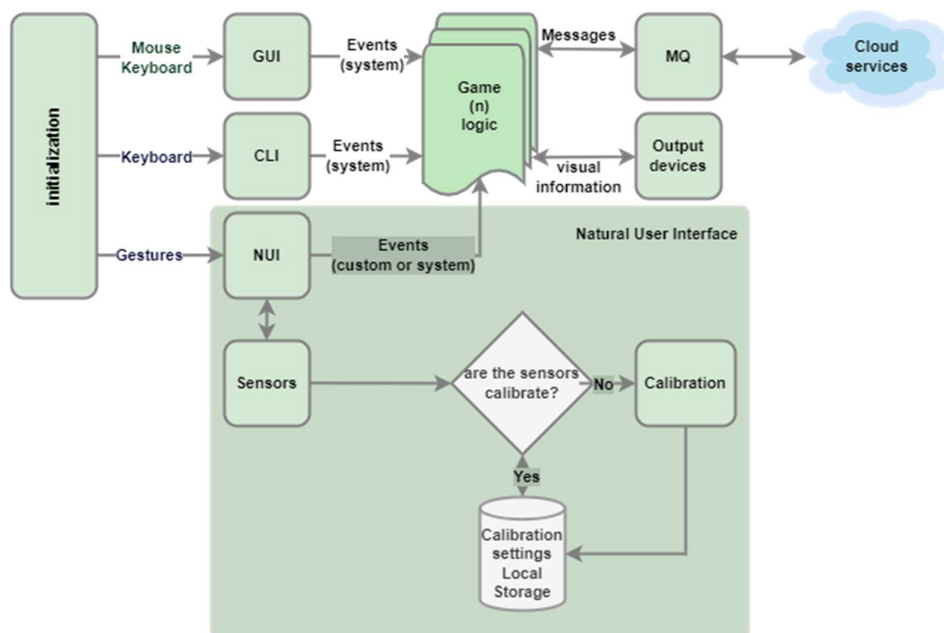 initialization
Mouse
Keyboard
GUI
Events
(system)
Game
(n)
logic
Messages
MQ
Cloud
services
Keyboard
CLI
Events
(system)
visual
information
Output
devices
Gestures
NUI
Events
(custom or system)
Natural User Interface
Sensors
are the sensors
calibrate?
No
Calibration
Yes
Calibration
settings
Local
Storage